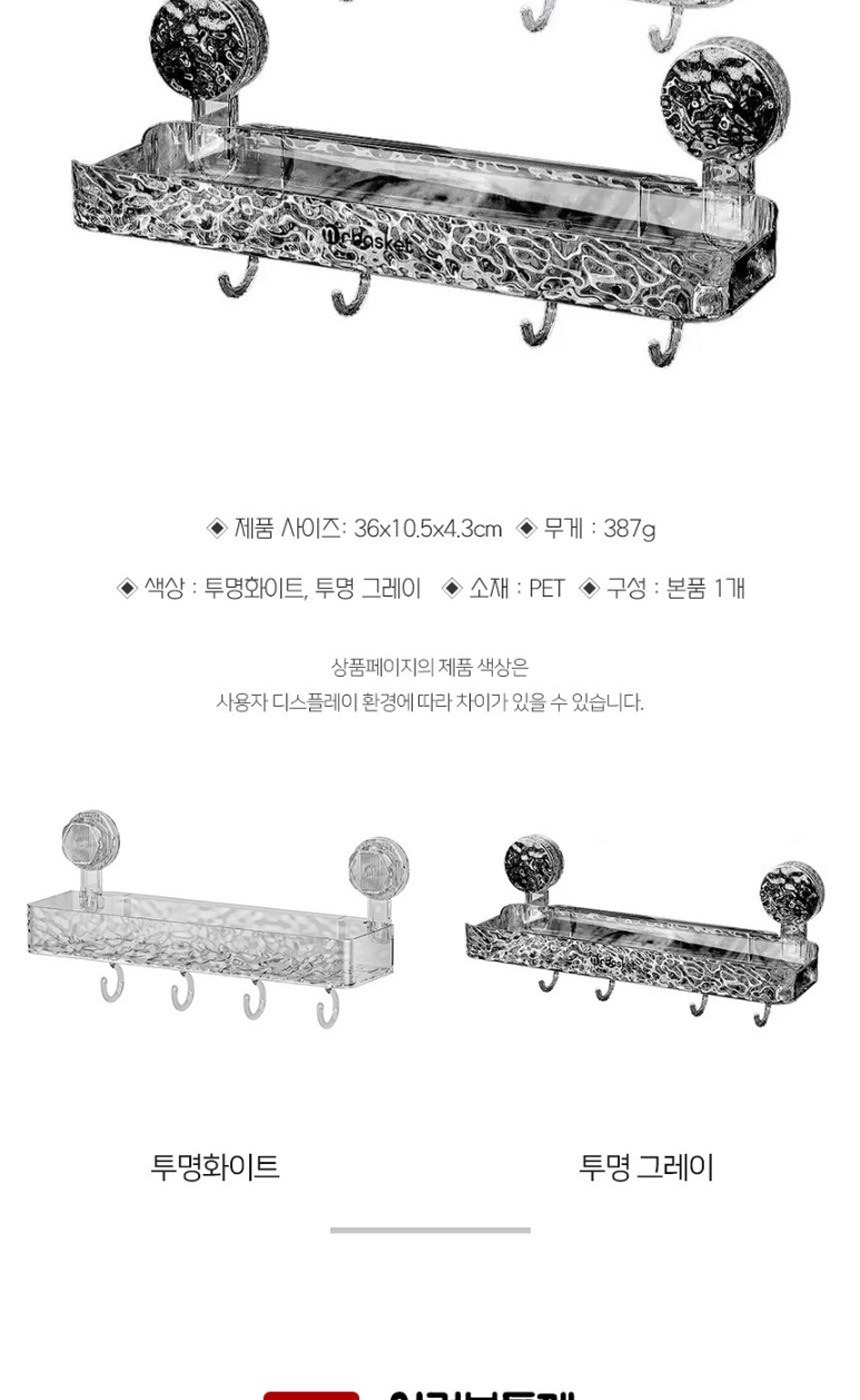 mrbasket
◈ 제품 사이즈: 36x10.5x4.3cm ◈ 무게 : 387g
◈ 색상 : 투명화이트, 투명 그레이 ◈ 소재 : PET ◈ 구성 : 본품 1개
상품페이지의 제품 색상은
사용자 디스플레이 환경에 따라 차이가 있을 수 있습니다.
투명화이트
투명 그레이